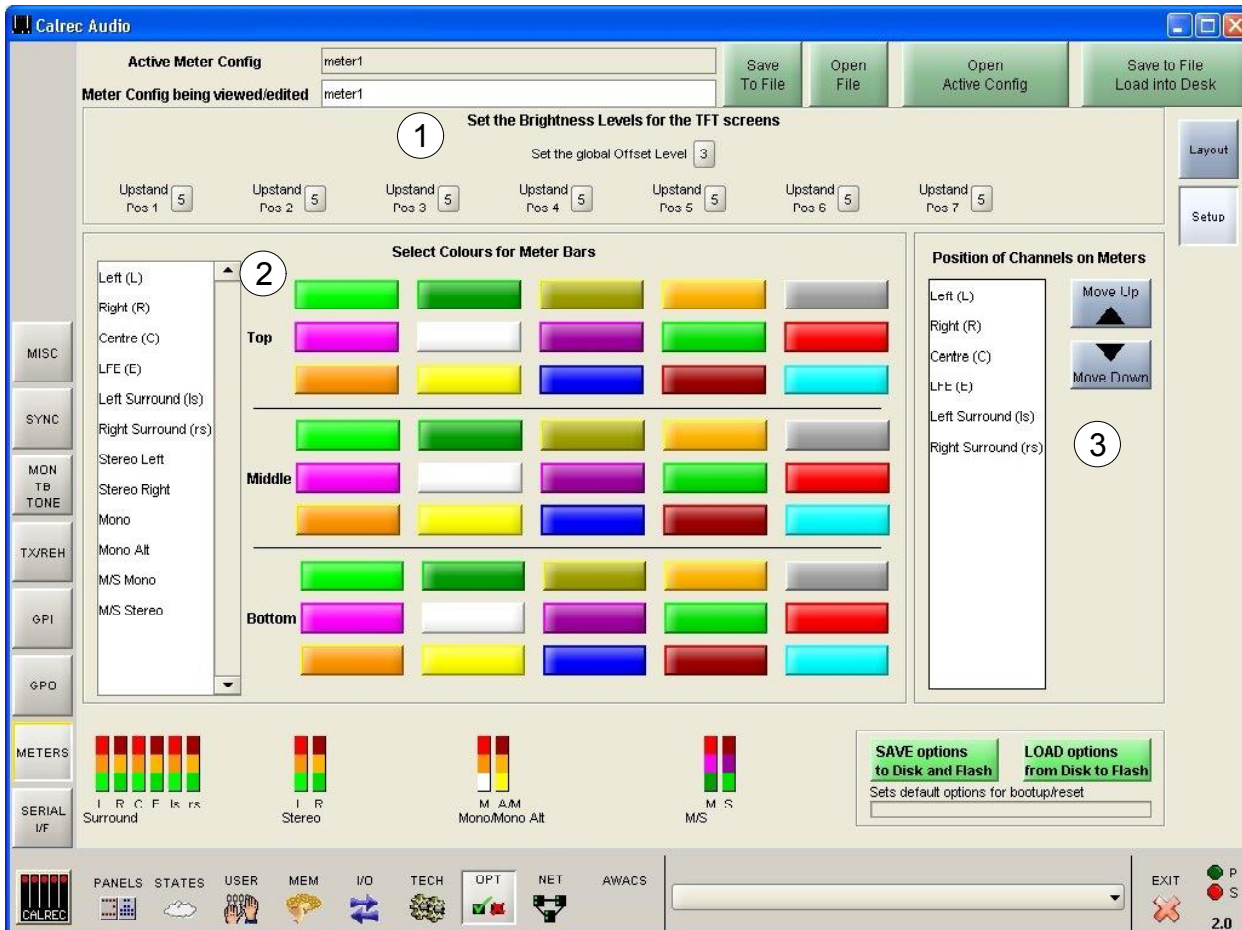 Calrec Audio
Active Meter Config
meter1
Save
To File
Open
File
Open
Active Config
Save to File
Load into Desk
Meter Config being viewed/edited
meter1
1
Set the Brightness Levels for the TFT screens
Set the global Offset Level 3
Upstand
Pos 1
5
Upstand
Pos 2
5
Upstand
Pos 3
5
Upstand
Pos 4
5
Upstand
Pos 5
5
Upstand
Pos 6
5
Upstand
Pos 7
5
Layout
Setup
2
Select Colours for Meter Bars
Left (L)
Right (R)
Centre (C)
LFE (E)
Left Surround (ls)
Right Surround (rs)
Stereo Left
Stereo Right
Mono
Mono Alt
M/S Mono
M/S Stereo
Top
Middle
Bottom
Position of Channels on Meters
Left (L)
Right (R)
Centre (C)
LFE (E)
Left Surround (ls)
Right Surround (rs)
Move Up
Move Down
3
MISC
SYNC
MON
TB
TONE
TX/REH
GPI
GPO
METERS
SERIAL
I/F
L R C E ls rs
Surround
L R
Stereo
M A/M
Mono/Mono Alt
M S
M/S
SAVE options
to Disk and Flash
LOAD options
from Disk to Flash
Sets default options for bootup/reset
CALREC
PANELS
STATES
USER
MEM
I/O
TECH
OPT
NET
AWACS
EXIT
P
S
2.0